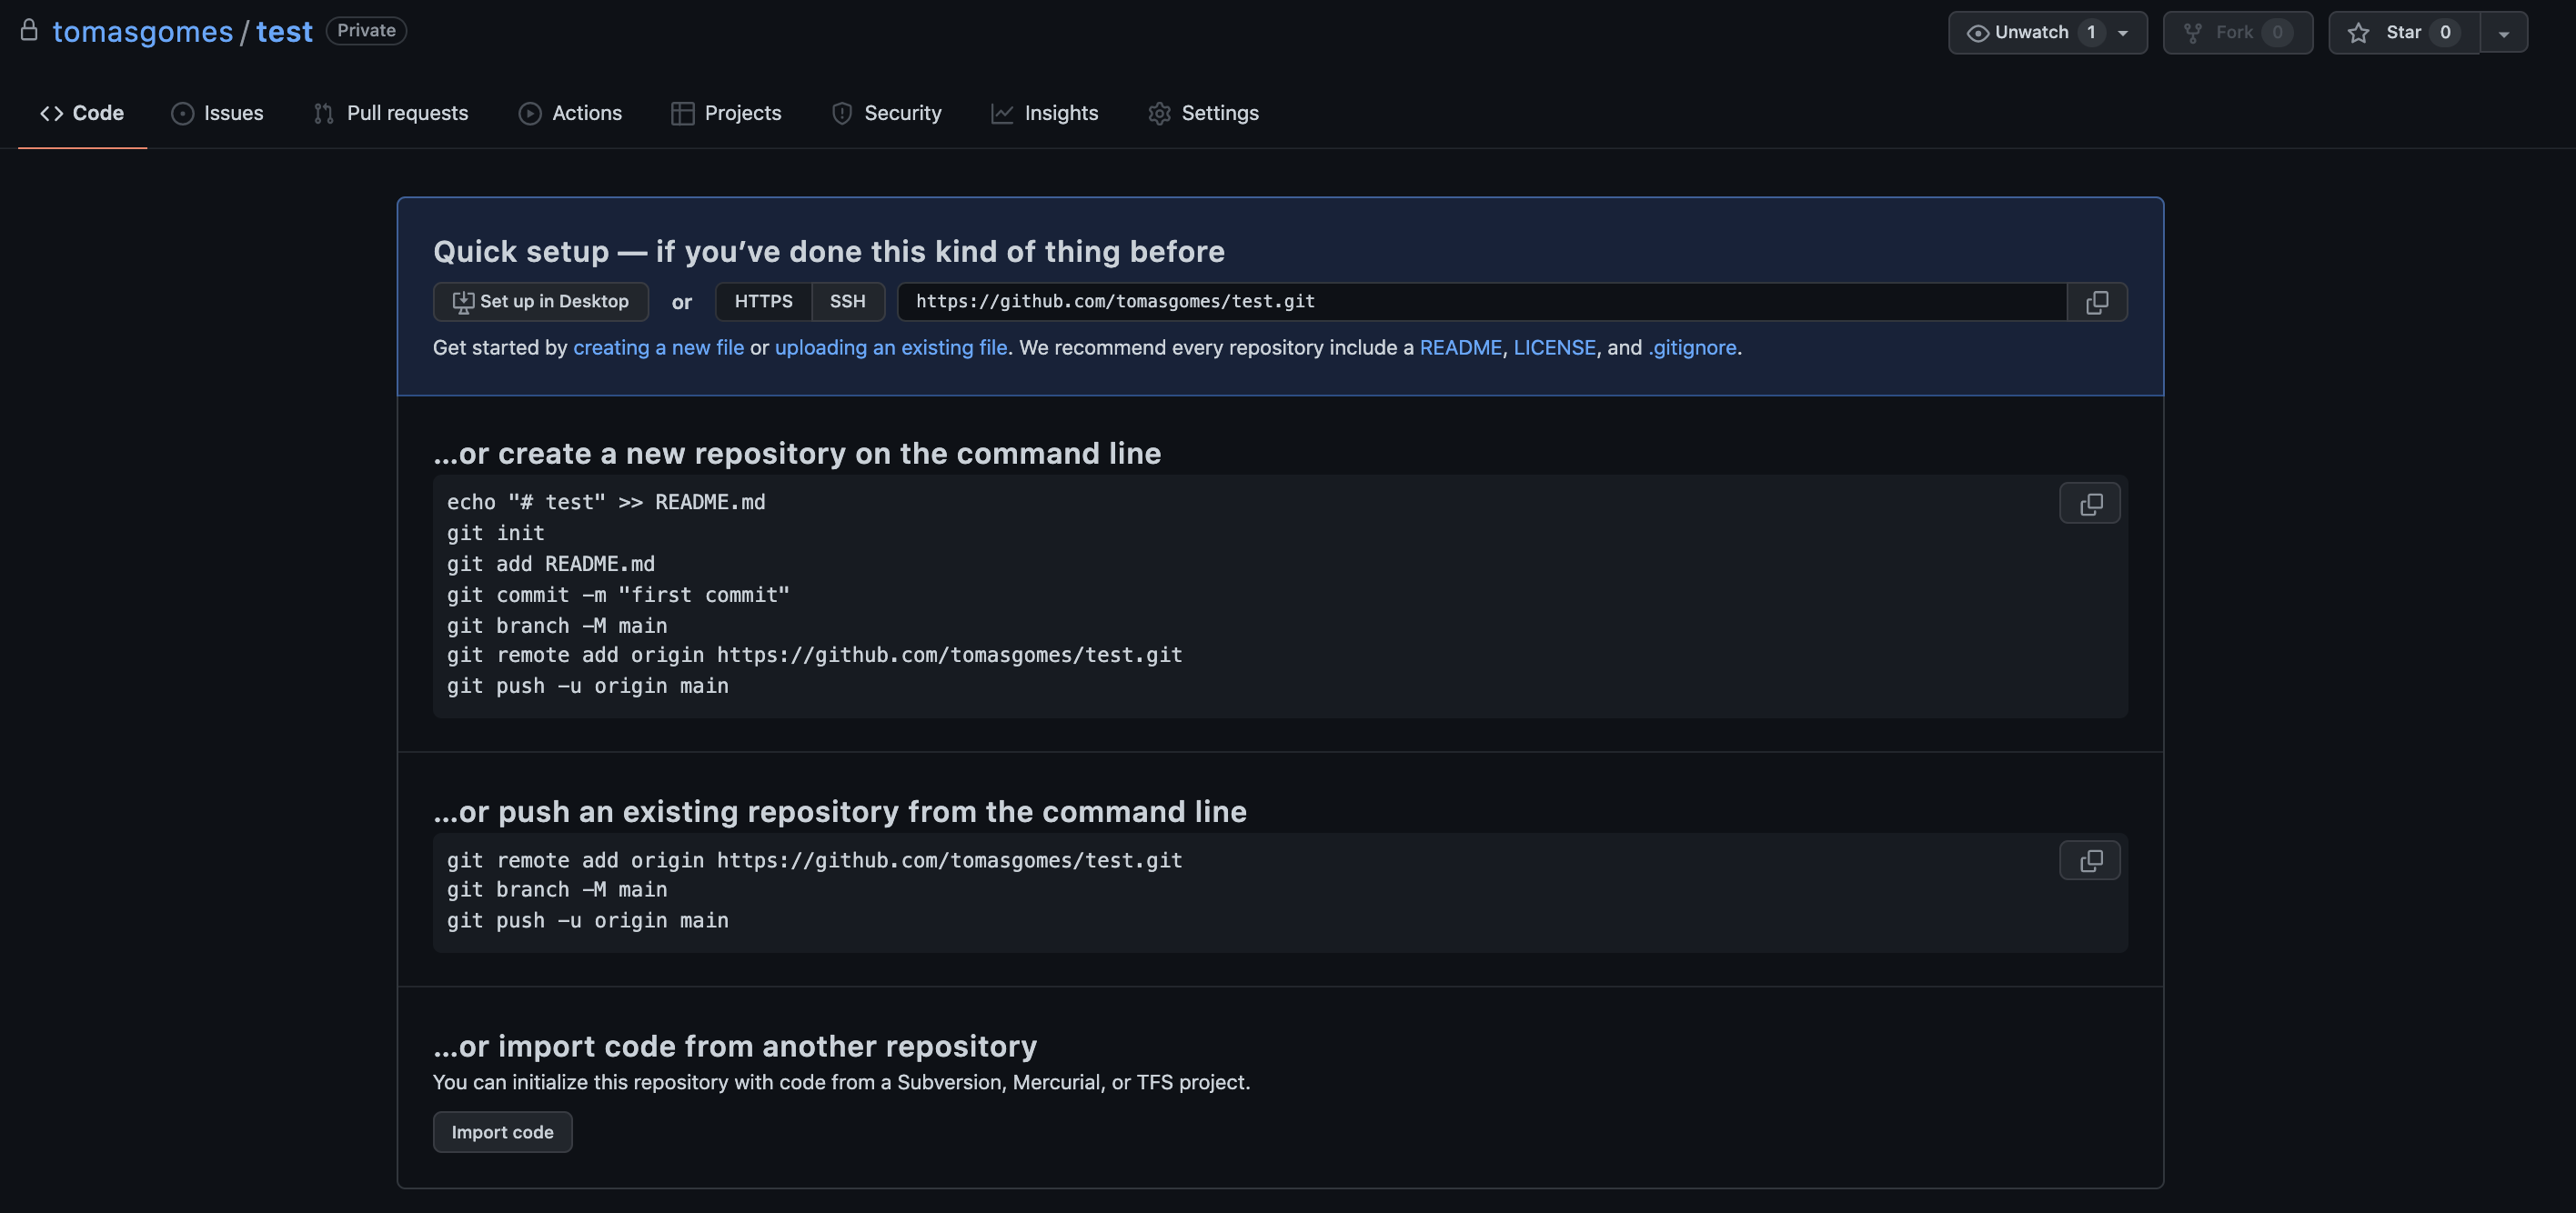 tomasgomes / test Private
Unwatch 1 Fork 0 Star 0
Code Issues Pull requests Actions Projects Security Insights Settings
Quick setup — if you’ve done this kind of thing before
Set up in Desktop or HTTPS SSH https://github.com/tomasgomes/test.git
Get started by creating a new file or uploading an existing file. We recommend every repository include a README, LICENSE, and .gitignore.
…or create a new repository on the command line
echo "# test" >> README.md
git init
git add README.md
git commit -m "first commit"
git branch -M main
git remote add origin https://github.com/tomasgomes/test.git
git push -u origin main
…or push an existing repository from the command line
git remote add origin https://github.com/tomasgomes/test.git
git branch -M main
git push -u origin main
…or import code from another repository
You can initialize this repository with code from a Subversion, Mercurial, or TFS project.
Import code